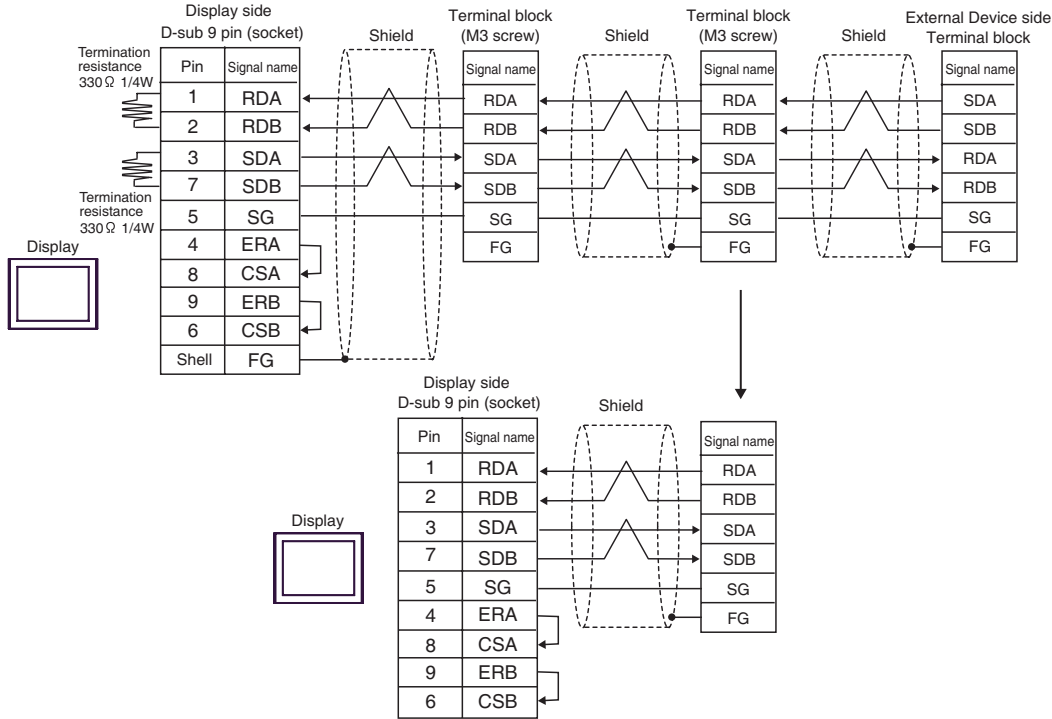 Display side
D-sub 9 pin (socket)
Shield
Terminal block
(M3 screw)
Shield
Terminal block
(M3 screw)
Shield
External Device side
Terminal block
Termination
resistance
330Ω 1/4W
Pin Signal name
1 RDA
2 RDB
3 SDA
7 SDB
5 SG
4 ERA
8 CSA
9 ERB
6 CSB
Shell FG
Termination
resistance
330Ω 1/4W
Display
Signal name
RDA
RDB
SDA
SDB
SG
FG
Signal name
RDA
RDB
SDA
SDB
SG
FG
Signal name
SDA
SDB
RDA
RDB
SG
FG
Display side
D-sub 9 pin (socket)
Shield
Pin Signal name
1 RDA
2 RDB
3 SDA
7 SDB
5 SG
4 ERA
8 CSA
9 ERB
6 CSB
Display
Signal name
RDA
RDB
SDA
SDB
SG
FG